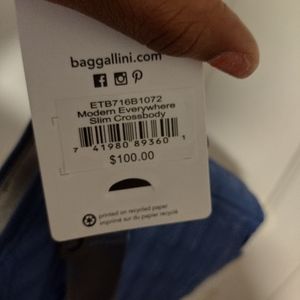 baggallini.com
ETB716B1072
Modern Everywhere
Slim Crossbody
7 41980 89360 1
$100.00
printed on recycled paper
imprimé sur du papier recyclé